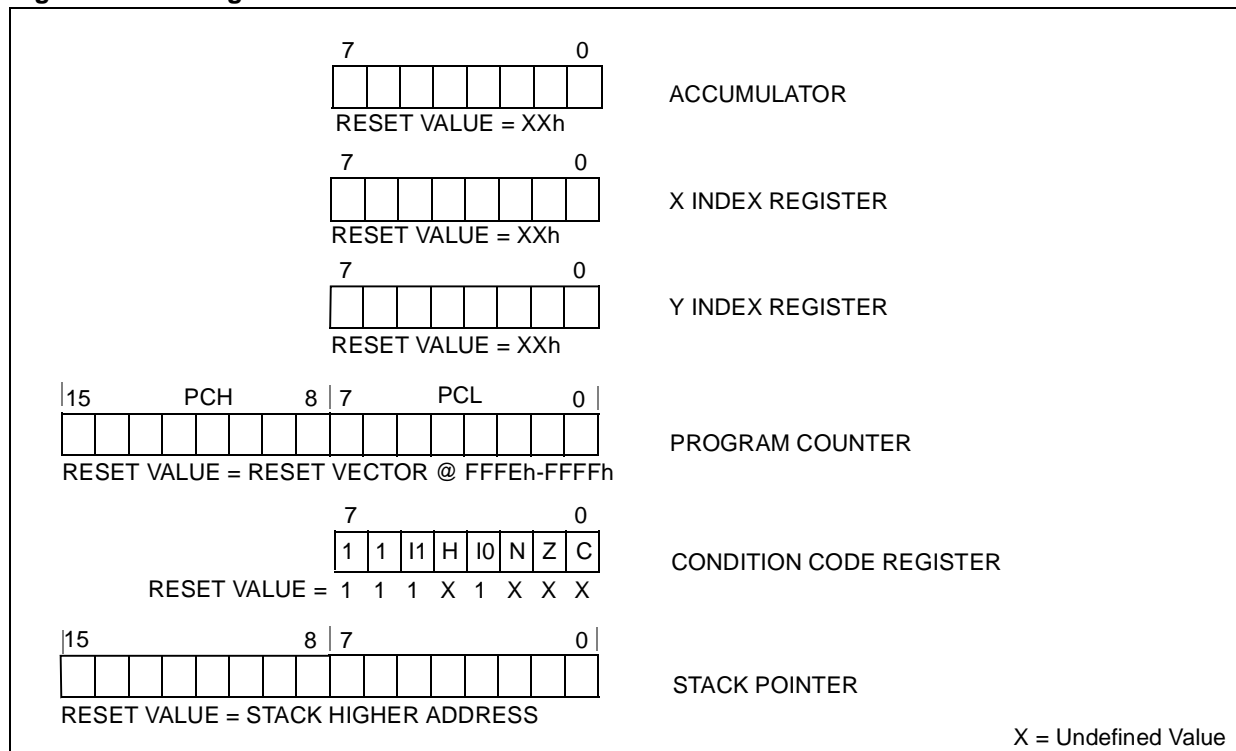 7 0
ACCUMULATOR
RESET VALUE = XXh
7 0
X INDEX REGISTER
RESET VALUE = XXh
7 0
Y INDEX REGISTER
RESET VALUE = XXh
15 PCH 8 7 PCL 0
PROGRAM COUNTER
RESET VALUE = RESET VECTOR @ FFFEh-FFFFh
7 0
1 1 I1 H I0 N Z C
CONDITION CODE REGISTER
RESET VALUE = 1 1 1 X 1 X X X
15 8 7 0
STACK POINTER
RESET VALUE = STACK HIGHER ADDRESS
X = Undefined Value